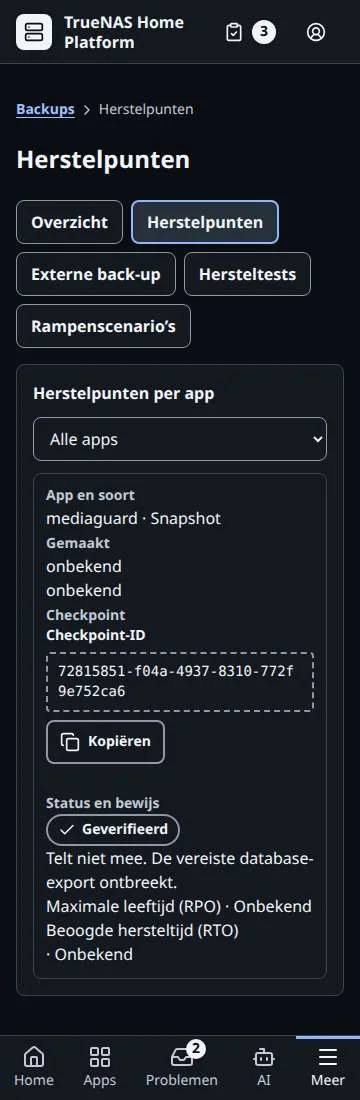 TrueNAS Home
Platform
3
Backups > Herstelpunten
Herstelpunten
Overzicht
Herstelpunten
Externe back-up
Hersteltests
Rampenscenario’s
Herstelpunten per app
Alle apps
App en soort
mediaguard · Snapshot
Gemaakt
onbekend
onbekend
Checkpoint
Checkpoint-ID
72815851-f04a-4937-8310-772f
9e752ca6
Kopiëren
Status en bewijs
Geverifieerd
Telt niet mee. De vereiste database-
export ontbreekt.
Maximale leeftijd (RPO) · Onbekend
Beoogde hersteltijd (RTO)
· Onbekend
2
Home
Apps
Problemen
AI
Meer